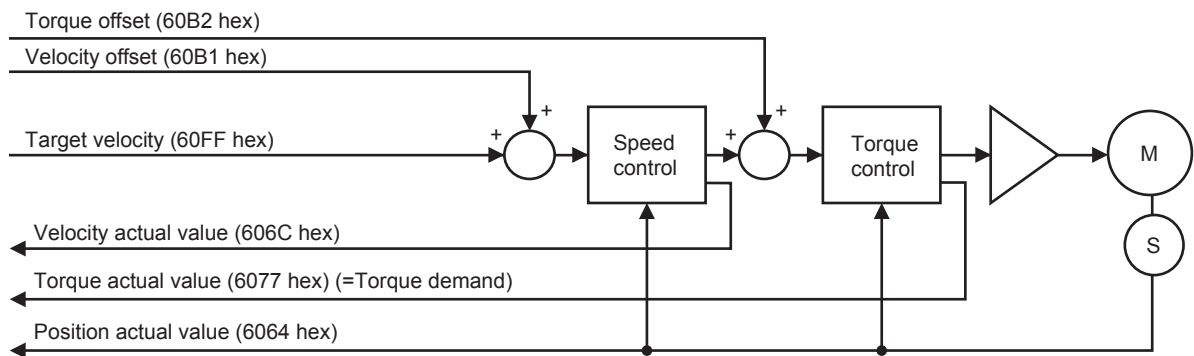 Torque offset (60B2 hex)
Velocity offset (60B1 hex)
+
+
Target velocity (60FF hex)
+
Speed
control
+
Torque
control
M
Velocity actual value (606C hex)
S
Torque actual value (6077 hex) (=Torque demand)
Position actual value (6064 hex)